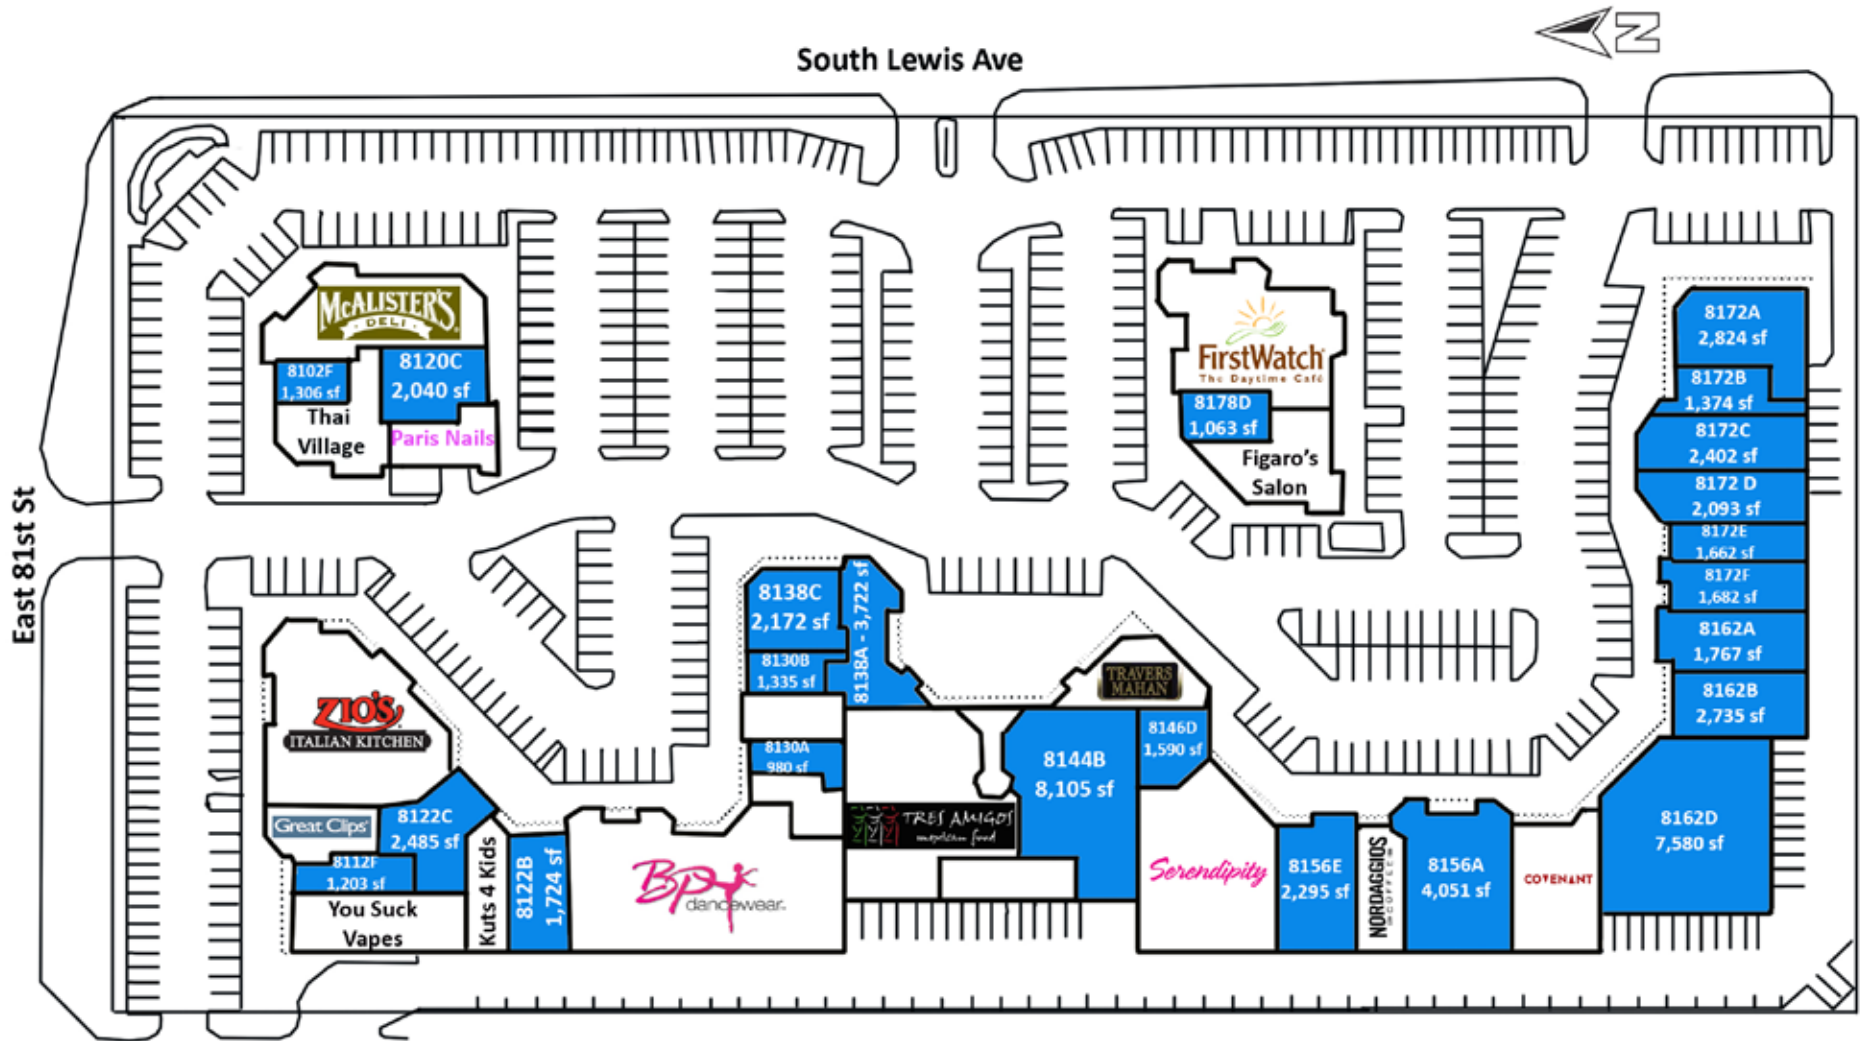 South Lewis Ave
N
East 81st St
McALISTER'S
DELI
8102F
1,306 sf
8120C
2,040 sf
Thai
Village
Paris Nails
FirstWatch
The Daytime Café
8178D
1,063 sf
Figaro's
Salon
8172A
2,824 sf
8172B
1,374 sf
8172C
2,402 sf
8172 D
2,093 sf
8172E
1,662 sf
8172F
1,682 sf
8162A
1,767 sf
8162B
2,735 sf
8162D
7,580 sf
8138C
2,172 sf
8138A - 3,722 sf
8130B
1,335 sf
8130A
980 sf
TRAVERS
MAHAN
8146D
1,590 sf
8144B
8,105 sf
TRES AMIGOS
mexican food
ZIO'S
ITALIAN KITCHEN
Great Clips
8122C
2,485 sf
8112F
1,203 sf
You Suck
Vapes
Kuts 4 Kids
8122B
1,724 sf
BP
dancewear
Serendipity
8156E
2,295 sf
NORDAGGIOS
COFFEE
8156A
4,051 sf
COVENANT